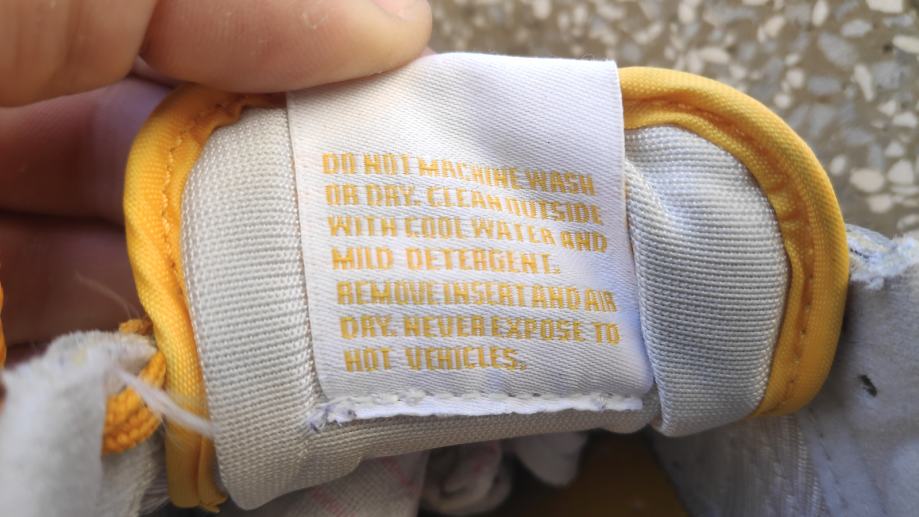 DO NOT MACHINE WASH
OR DRY. CLEAN OUTSIDE
WITH COOL WATER AND
MILD DETERGENT.
REMOVE INSERT AND AIR
DRY. NEVER EXPOSE TO
HOT VEHICLES.